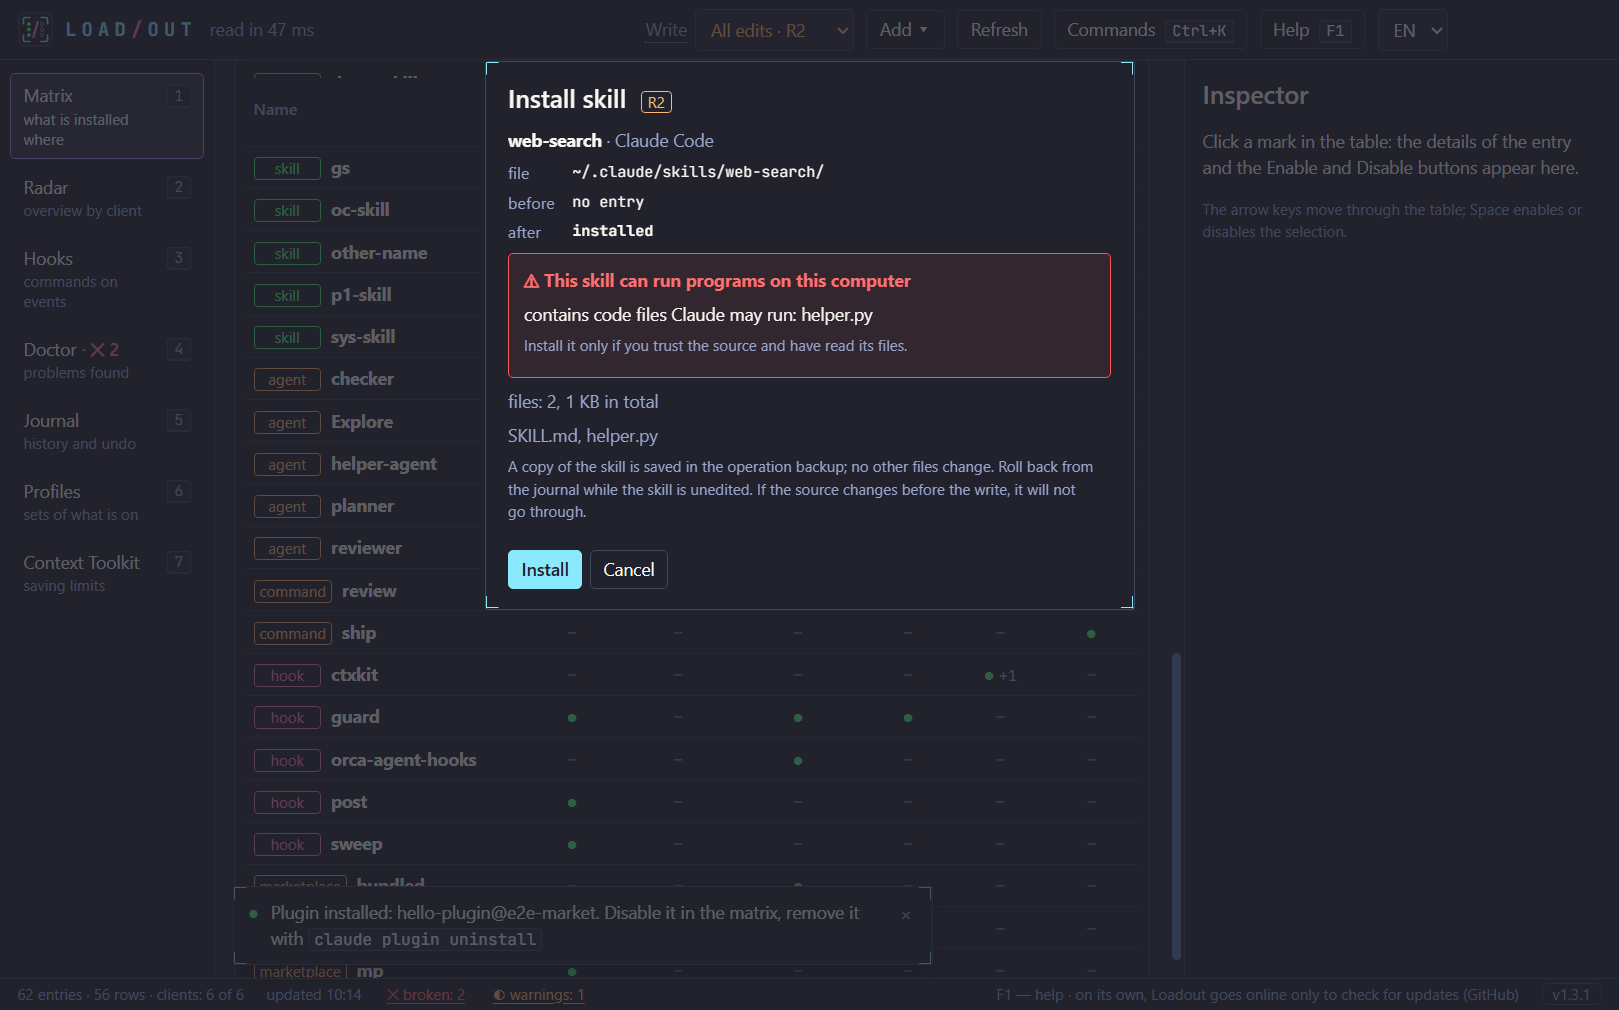 LOAD/OUT read in 47 ms Write All edits · R2 Add ▾ Refresh Commands Ctrl+K Help F1 EN
Matrix 1
what is installed
where
Radar 2
overview by client
Hooks 3
commands on
events
Doctor · ✕ 2 4
problems found
Journal 5
history and undo
Profiles 6
sets of what is on
Context Toolkit 7
saving limits
Name
skill gs
skill oc-skill
skill other-name
skill p1-skill
skill sys-skill
agent checker
agent Explore
agent helper-agent
agent planner
agent reviewer
command review
command ship – – – – – ●
hook ctxkit – – – – ● +1 –
hook guard ● – ● ● – –
hook orca-agent-hooks – – ● – – –
hook post ● – – – – –
hook sweep ● – – – – –
marketplace bundled
marketplace mp ● – – – – –
Install skill R2
web-search · Claude Code
file ~/.claude/skills/web-search/
before no entry
after installed
⚠ This skill can run programs on this computer
contains code files Claude may run: helper.py
Install it only if you trust the source and have read its files.
files: 2, 1 KB in total
SKILL.md, helper.py
A copy of the skill is saved in the operation backup; no other files change. Roll back from
the journal while the skill is unedited. If the source changes before the write, it will not
go through.
Install Cancel
Inspector
Click a mark in the table: the details of the entry
and the Enable and Disable buttons appear here.
The arrow keys move through the table; Space enables or
disables the selection.
● Plugin installed: hello-plugin@e2e-market. Disable it in the matrix, remove it ×
with claude plugin uninstall
62 entries · 56 rows · clients: 6 of 6 updated 10:14 ✕ broken: 2 ◐ warnings: 1 F1 — help · on its own, Loadout goes online only to check for updates (GitHub) v1.3.1